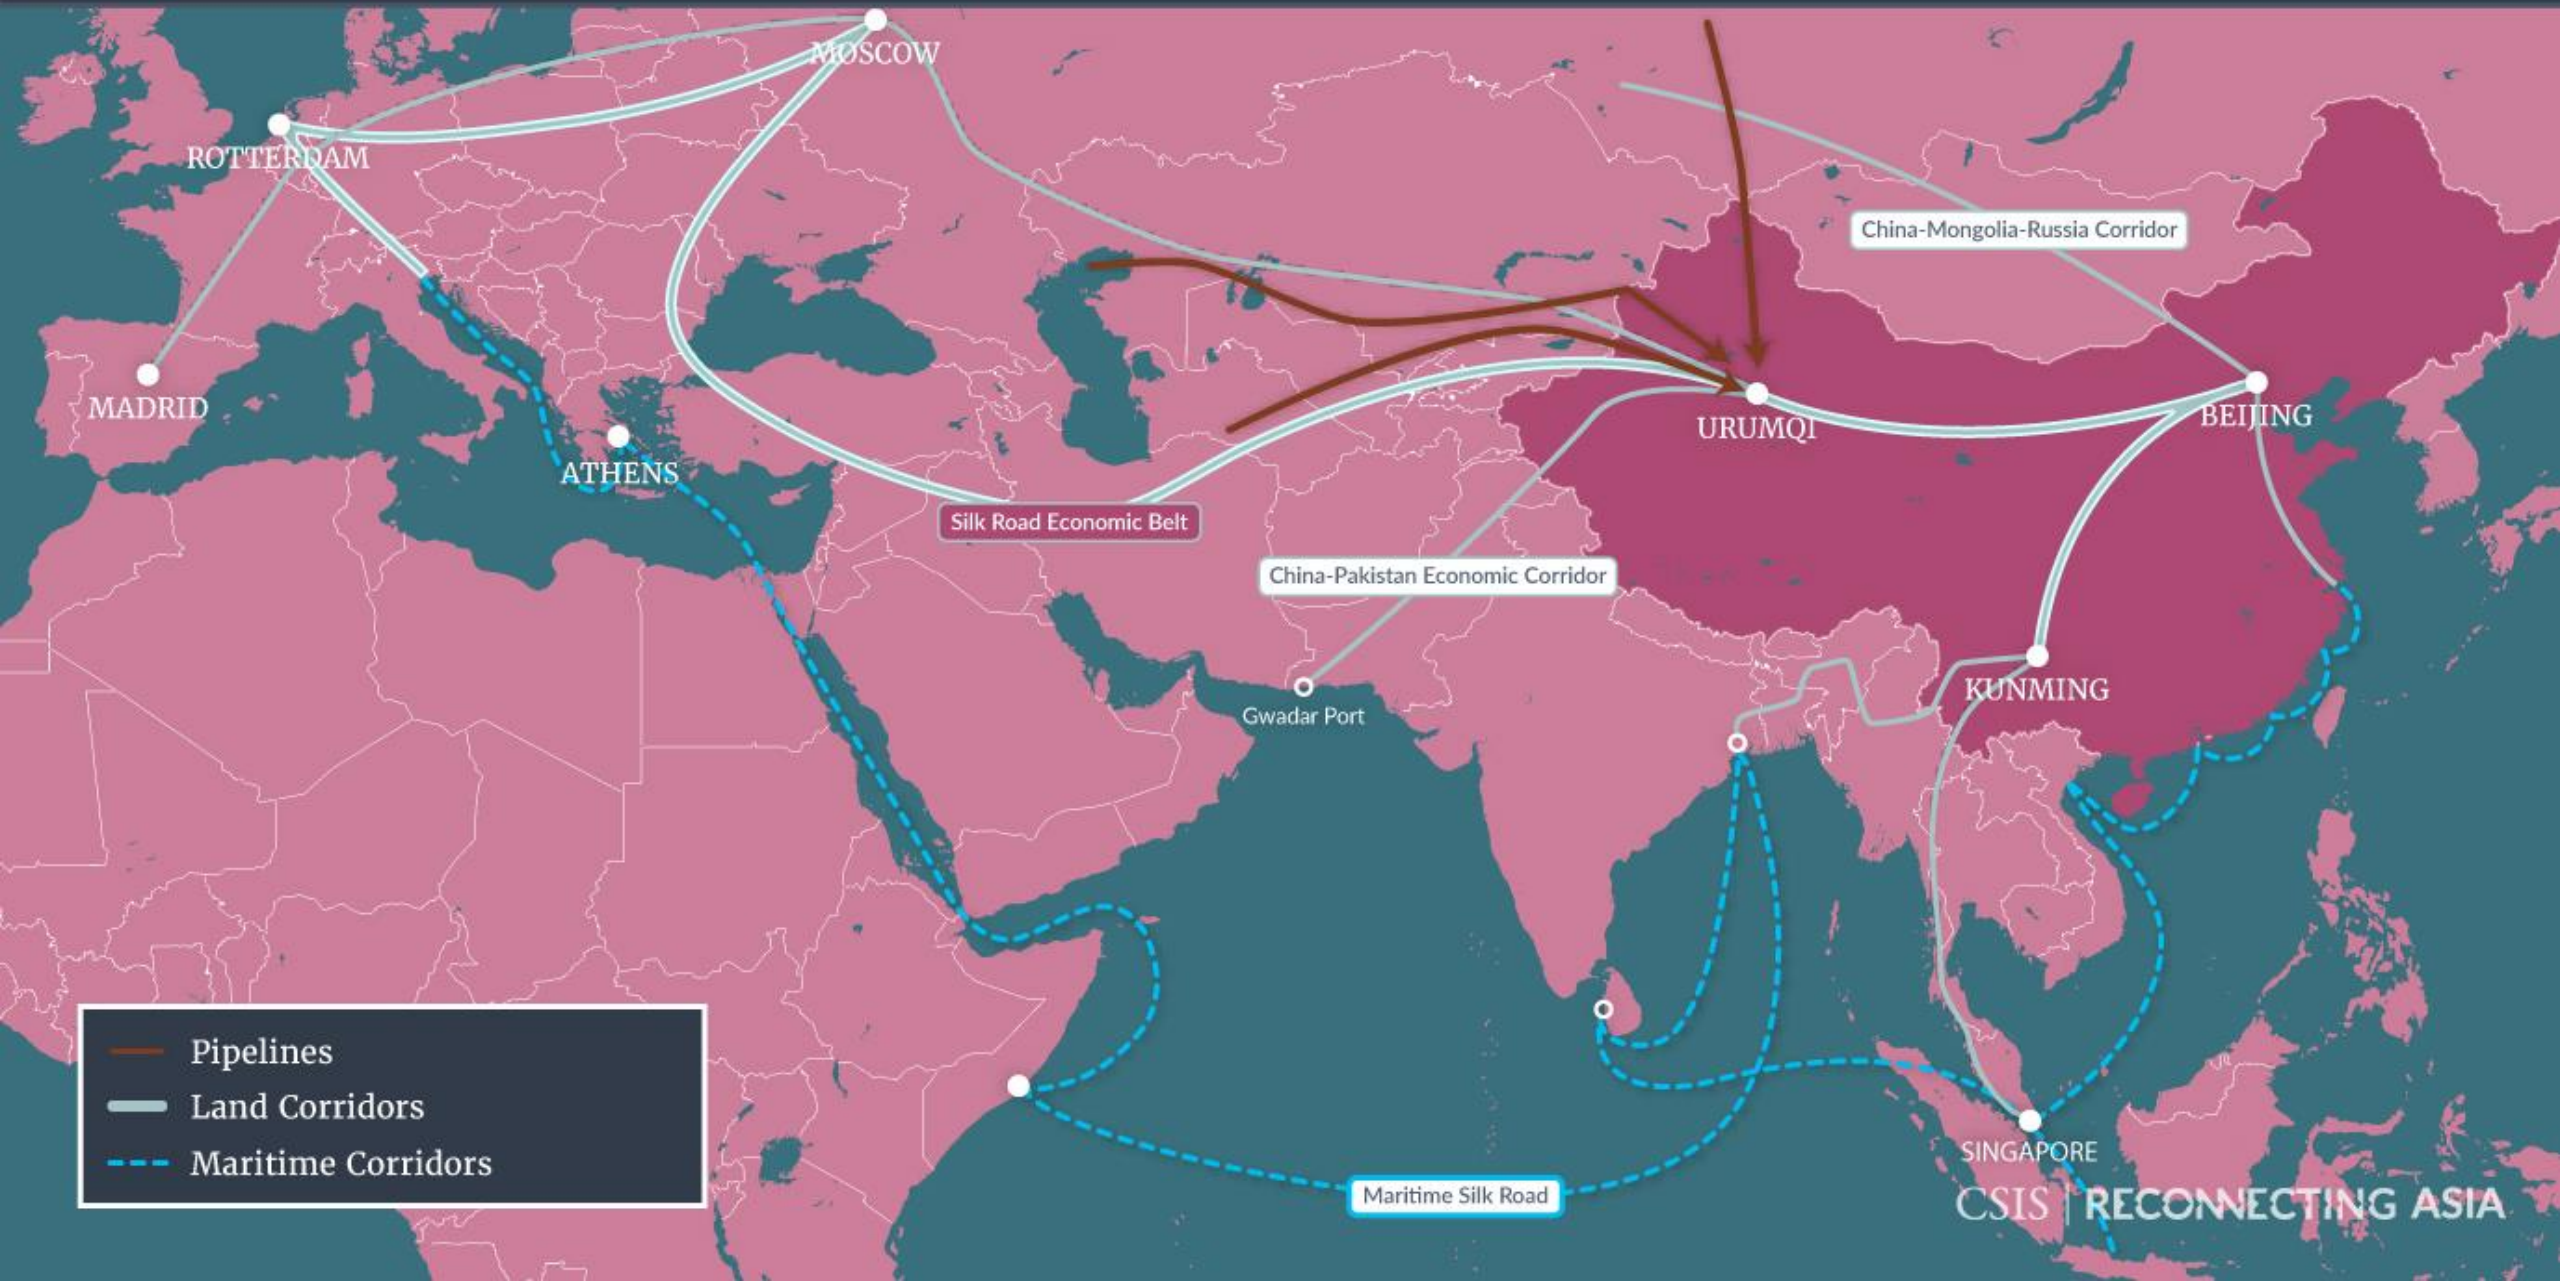 MOSCOW
ROTTERDAM
China-Mongolia-Russia Corridor
MADRID
URUMQI
BEIJING
ATHENS
Silk Road Economic Belt
China-Pakistan Economic Corridor
KUNMING
Gwadar Port
Pipelines
Land Corridors
Maritime Corridors
SINGAPORE
Maritime Silk Road
CSIS | RECONNECTING ASIA